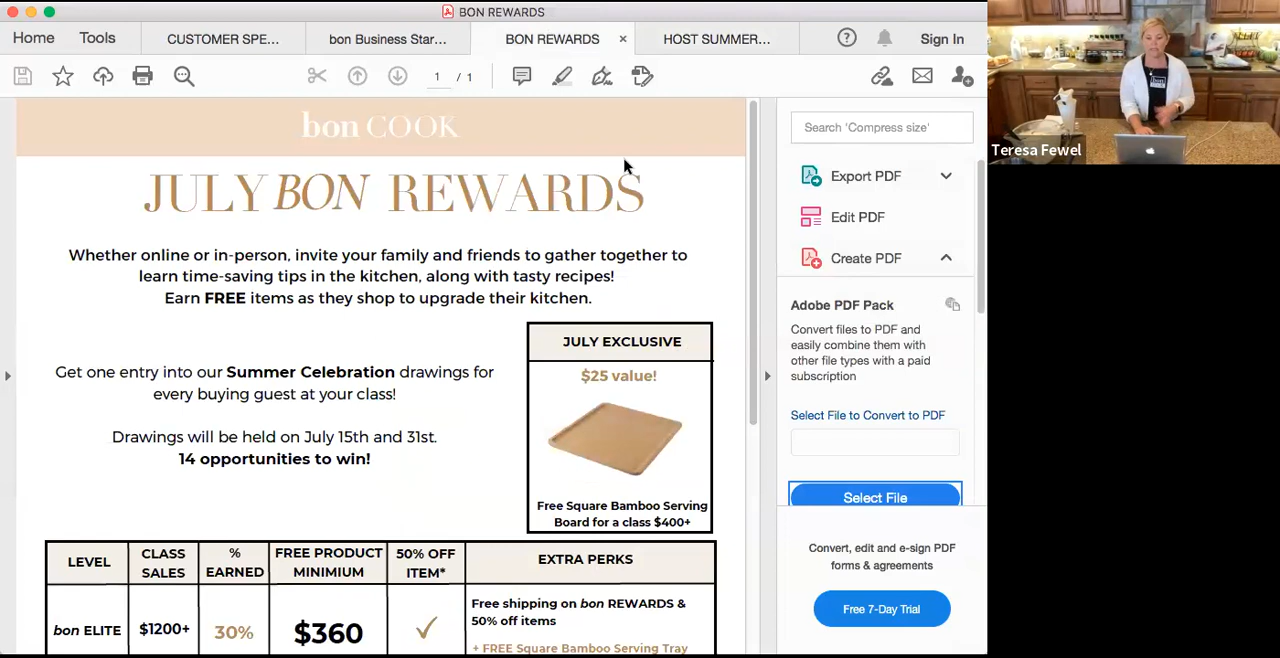 BON REWARDS
Home
Tools
CUSTOMER SPE...
bon Business Star...
BON REWARDS
×
HOST SUMMER...
Sign In
1 / 1
bon COOK
JULY BON REWARDS
Whether online or in-person, invite your family and friends to gather together to
learn time-saving tips in the kitchen, along with tasty recipes!
Earn FREE items as they shop to upgrade their kitchen.
Get one entry into our Summer Celebration drawings for
every buying guest at your class!
Drawings will be held on July 15th and 31st.
14 opportunities to win!
JULY EXCLUSIVE
$25 value!
Free Square Bamboo Serving
Board for a class $400+
LEVEL
CLASS
SALES
%
EARNED
FREE PRODUCT
MINIMIUM
50% OFF
ITEM*
EXTRA PERKS
bon ELITE
$1200+
30%
$360
✓
Free shipping on bon REWARDS &
50% off items
+ FREE Square Bamboo Serving Tray
Search 'Compress size'
Export PDF
Edit PDF
Create PDF
Adobe PDF Pack
Convert files to PDF and
easily combine them with
other file types with a paid
subscription
Select File to Convert to PDF
Select File
Convert, edit and e-sign PDF
forms & agreements
Free 7-Day Trial
bon
Teresa Fewel